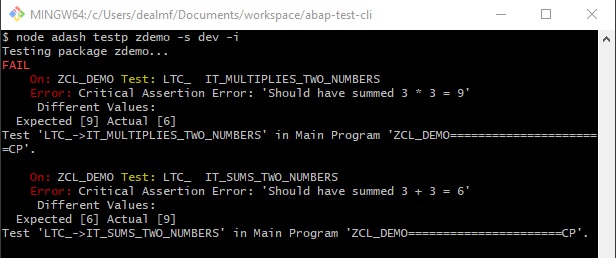 MINGW64:/c/Users/dealmf/Documents/workspace/abap-test-cli
$ node adash testp zdemo -s dev -i
Testing package zdemo...
FAIL
On: ZCL_DEMO Test: LTC_  IT_MULTIPLIES_TWO_NUMBERS
Error: Critical Assertion Error: 'Should have summed 3 * 3 = 9'
Different Values:
Expected [9] Actual [6]
Test 'LTC_->IT_MULTIPLIES_TWO_NUMBERS' in Main Program 'ZCL_DEMO=====================
=CP'.
On: ZCL_DEMO Test: LTC_  IT_SUMS_TWO_NUMBERS
Error: Critical Assertion Error: 'Should have summed 3 + 3 = 6'
Different Values:
Expected [6] Actual [9]
Test 'LTC_->IT_SUMS_TWO_NUMBERS' in Main Program 'ZCL_DEMO======================CP'.